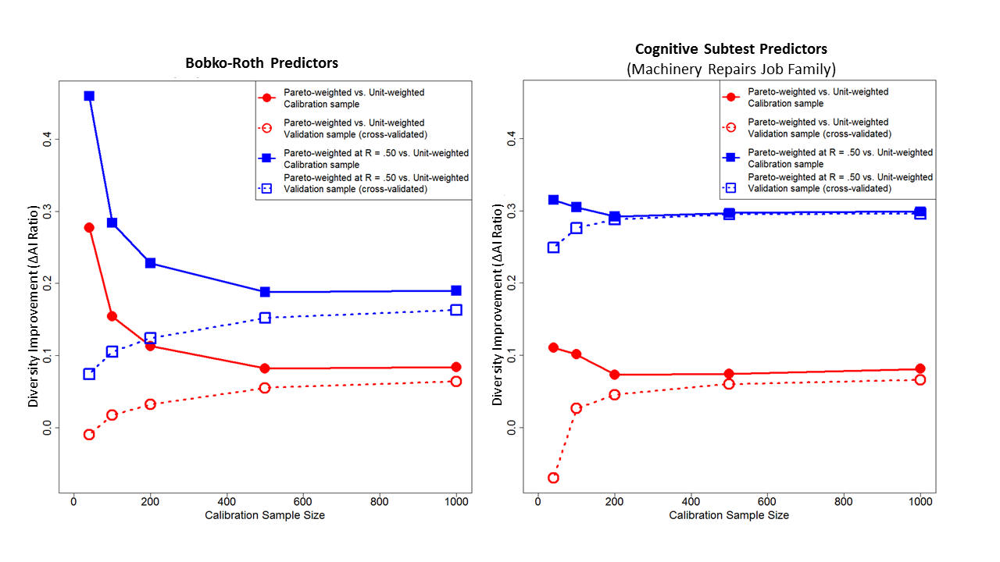 Bobko-Roth Predictors
Pareto-weighted vs. Unit-weighted
Calibration sample
Pareto-weighted vs. Unit-weighted
Validation sample (cross-validated)
Pareto-weighted at R = .50 vs. Unit-weighted
Calibration sample
Pareto-weighted at R = .50 vs. Unit-weighted
Validation sample (cross-validated)
Diversity Improvement (ΔAI Ratio)
0.4
0.3
0.2
0.1
0.0
0
200
400
600
800
1000
Calibration Sample Size
Cognitive Subtest Predictors
(Machinery Repairs Job Family)
Pareto-weighted vs. Unit-weighted
Calibration sample
Pareto-weighted vs. Unit-weighted
Validation sample (cross-validated)
Pareto-weighted at R = .50 vs. Unit-weighted
Calibration sample
Pareto-weighted at R = .50 vs. Unit-weighted
Validation sample (cross-validated)
Diversity Improvement (ΔAI Ratio)
0.4
0.3
0.2
0.1
0.0
0
200
400
600
800
1000
Calibration Sample Size